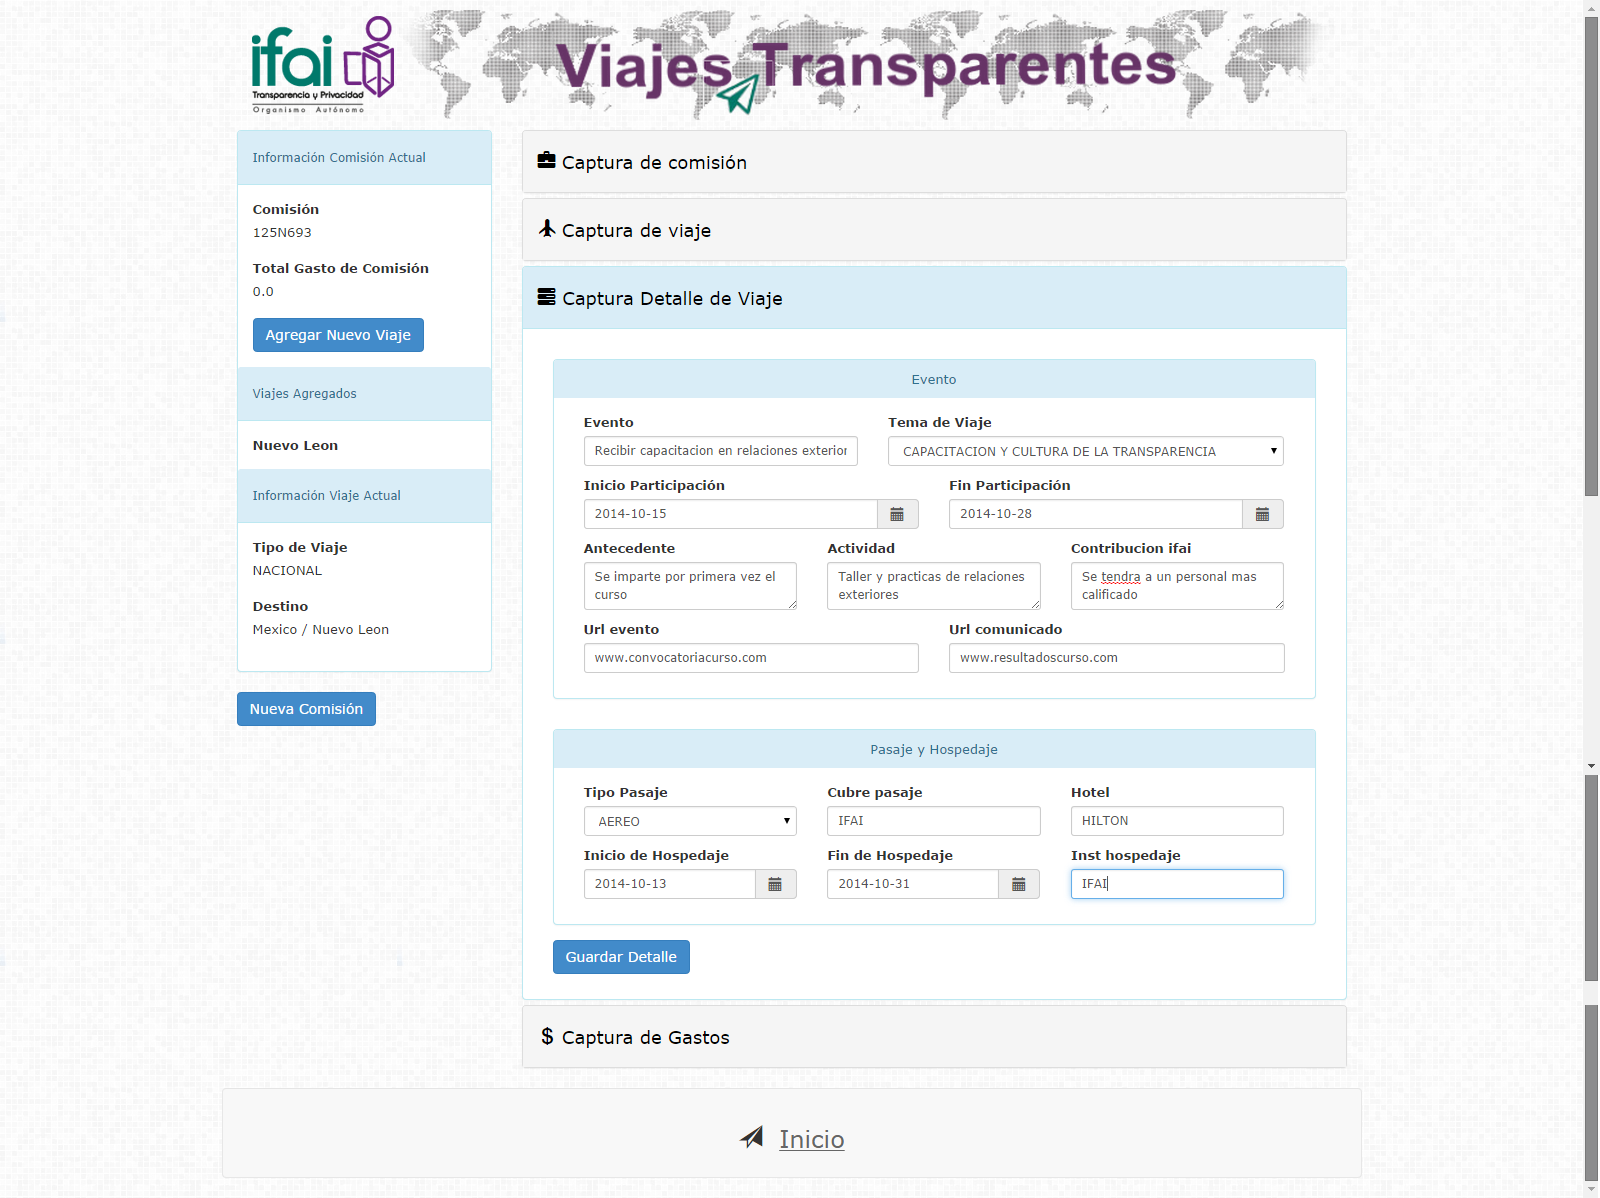 ifai
Transparencia y Privacidad
Organismo Autónomo
Viajes Transparentes
Información Comisión Actual
Comisión
125N693
Total Gasto de Comisión
0.0
Agregar Nuevo Viaje
Viajes Agregados
Nuevo Leon
Información Viaje Actual
Tipo de Viaje
NACIONAL
Destino
Mexico / Nuevo Leon
Nueva Comisión
Captura de comisión
Captura de viaje
Captura Detalle de Viaje
Evento
Evento
Tema de Viaje
Recibir capacitacion en relaciones exterior
CAPACITACION Y CULTURA DE LA TRANSPARENCIA
Inicio Participación
Fin Participación
2014-10-15
2014-10-28
Antecedente
Actividad
Contribucion ifai
Se imparte por primera vez el
curso
Taller y practicas de relaciones
exteriores
Se tendra a un personal mas
calificado
Url evento
Url comunicado
www.convocatoriacurso.com
www.resultadoscurso.com
Pasaje y Hospedaje
Tipo Pasaje
Cubre pasaje
Hotel
AEREO
IFAI
HILTON
Inicio de Hospedaje
Fin de Hospedaje
Inst hospedaje
2014-10-13
2014-10-31
IFAI
Guardar Detalle
$ Captura de Gastos
Inicio